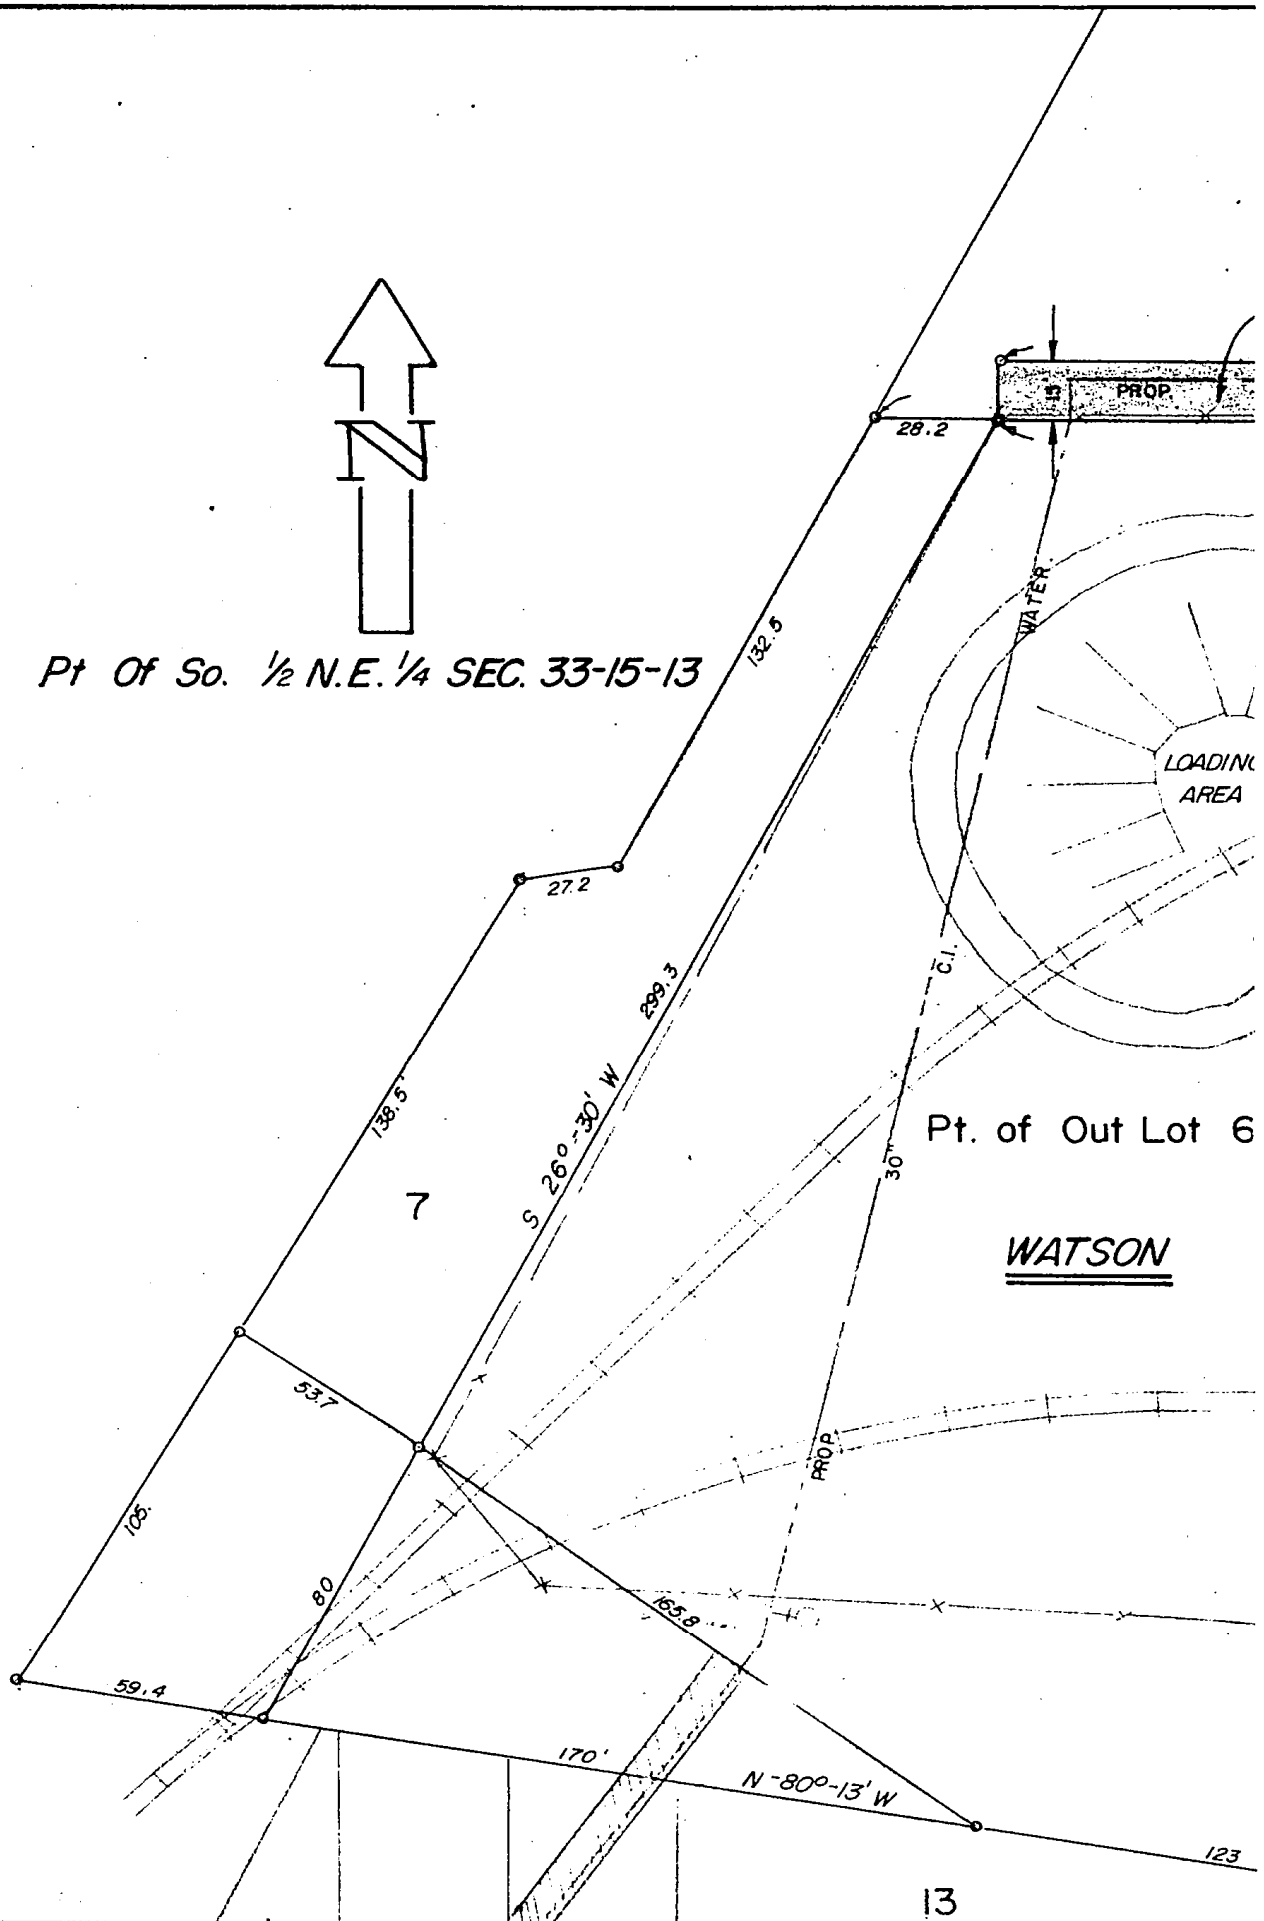 15
PROP.
28.2
N
WATER.
132.5
Pt Of So. 1/2 N.E. 1/4 SEC. 33-15-13
LOADING
AREA
27.2
C.I.
299.3
138.5'
30"
Pt. of Out Lot 6
S 26º-30' W
7
WATSON
53.7
PROP.
105.
80
165.8
59.4
170'
N-80º-13' W
123
13